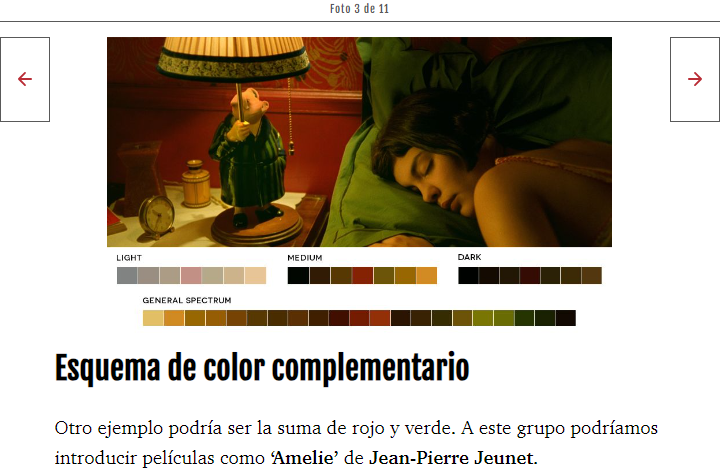 Foto 3 de 11
LIGHT
MEDIUM
DARK
GENERAL SPECTRUM
Esquema de color complementario
Otro ejemplo podría ser la suma de rojo y verde. A este grupo podríamos
introducir películas como ‘Amelie’ de Jean-Pierre Jeunet.